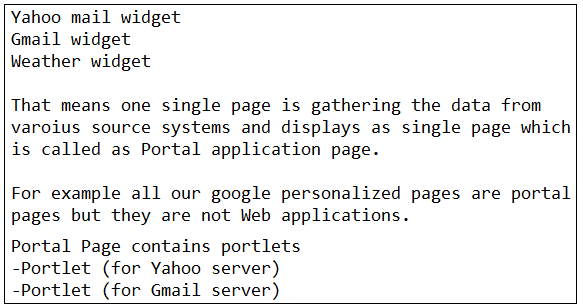 Yahoo mail widget
Gmail widget
Weather widget
That means one single page is gathering the data from
varoius source systems and displays as single page which
is called as Portal application page.
For example all our google personalized pages are portal
pages but they are not Web applications.
Portal Page contains portlets
-Portlet (for Yahoo server)
-Portlet (for Gmail server)